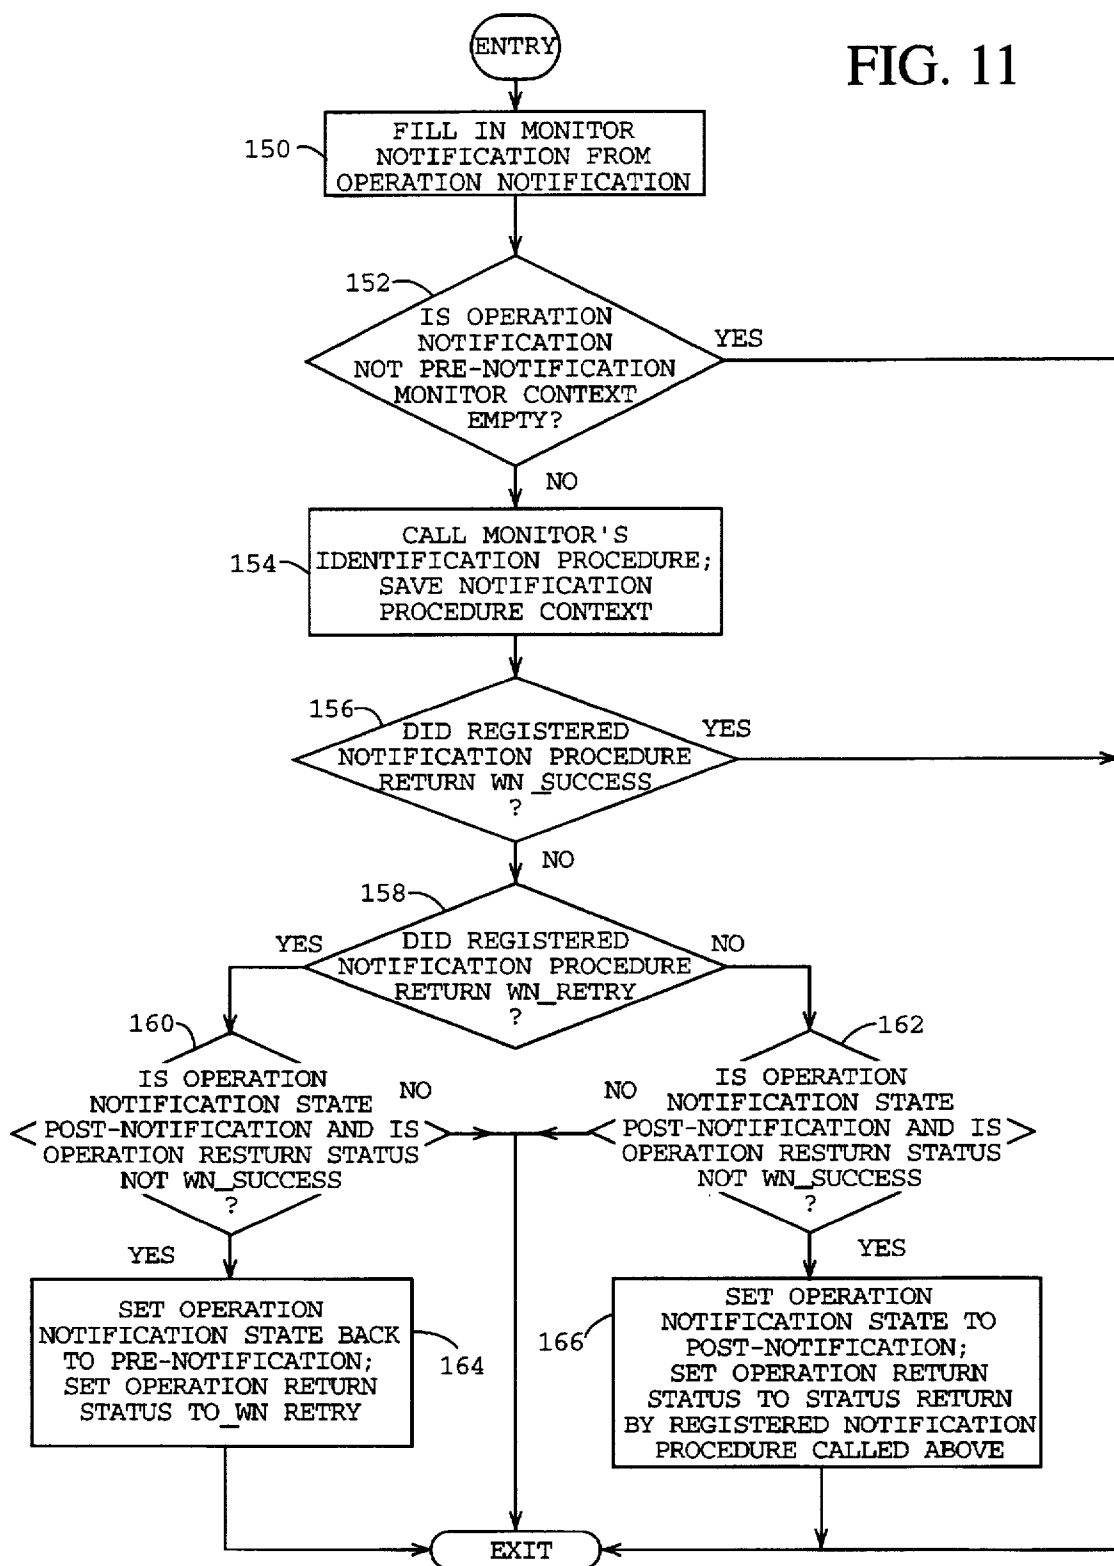 ENTRY
FIG. 11
150
FILL IN MONITOR
NOTIFICATION FROM
OPERATION NOTIFICATION
152
IS OPERATION
NOTIFICATION
NOT PRE-NOTIFICATION
MONITOR CONTEXT
EMPTY?
YES
NO
154
CALL MONITOR'S
IDENTIFICATION PROCEDURE;
SAVE NOTIFICATION
PROCEDURE CONTEXT
156
DID REGISTERED
NOTIFICATION PROCEDURE
RETURN WN_SUCCESS
?
YES
NO
158
DID REGISTERED
NOTIFICATION PROCEDURE
RETURN WN_RETRY
?
YES
NO
160
IS OPERATION
NOTIFICATION STATE
POST-NOTIFICATION AND IS
OPERATION RESTURN STATUS
NOT WN_SUCCESS
?
NO
YES
162
IS OPERATION
NOTIFICATION STATE
POST-NOTIFICATION AND IS
OPERATION RESTURN STATUS
NOT WN_SUCCESS
?
NO
YES
SET OPERATION
NOTIFICATION STATE BACK
TO PRE-NOTIFICATION;
SET OPERATION RETURN
STATUS TO_WN RETRY
164
166
SET OPERATION
NOTIFICATION STATE TO
POST-NOTIFICATION;
SET OPERATION RETURN
STATUS TO STATUS RETURN
BY REGISTERED NOTIFICATION
PROCEDURE CALLED ABOVE
EXIT